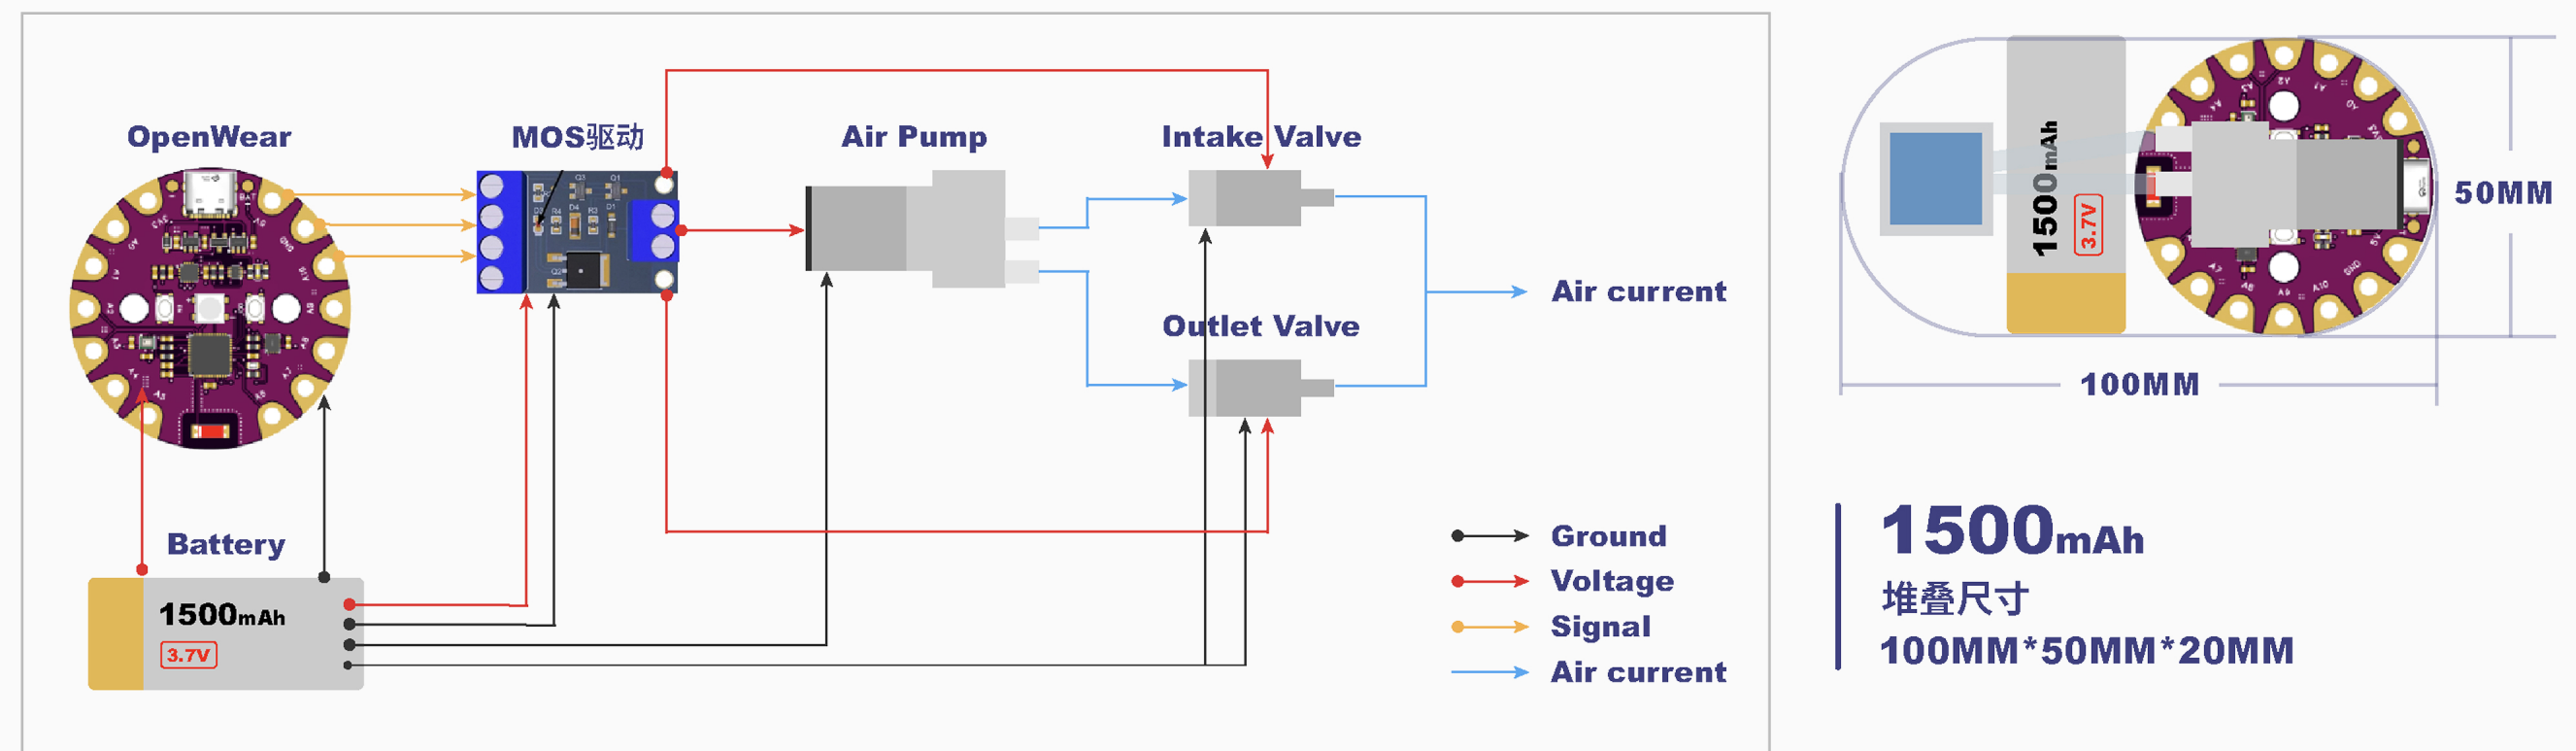 OpenWear
MOS驱动
Air Pump
Intake Valve
Air current
Outlet Valve
Battery
1500mAh
3.7V
Ground
Voltage
Signal
Air current
1500mAh
3.7V
50MM
100MM
1500mAh
堆叠尺寸
100MM*50MM*20MM